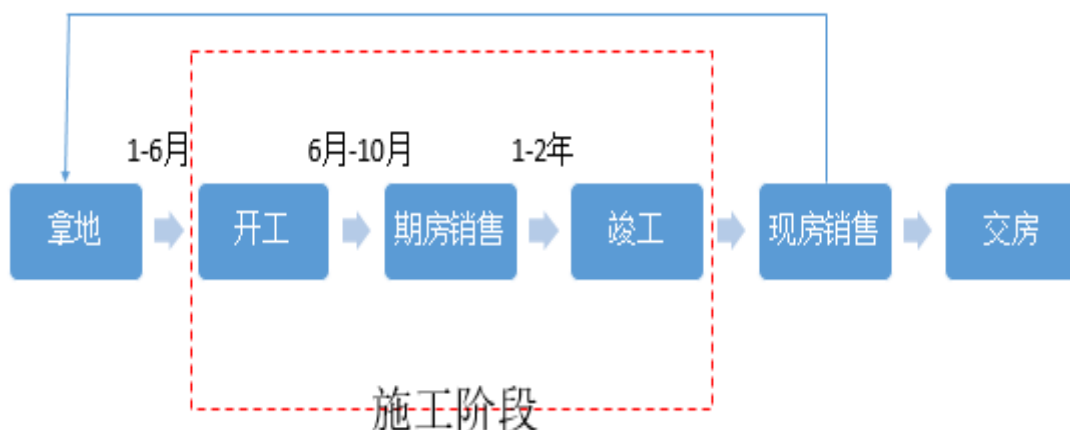 1-6月
6月-10月
1-2年
拿地
开工
期房销售
竣工
现房销售
交房
施工阶段